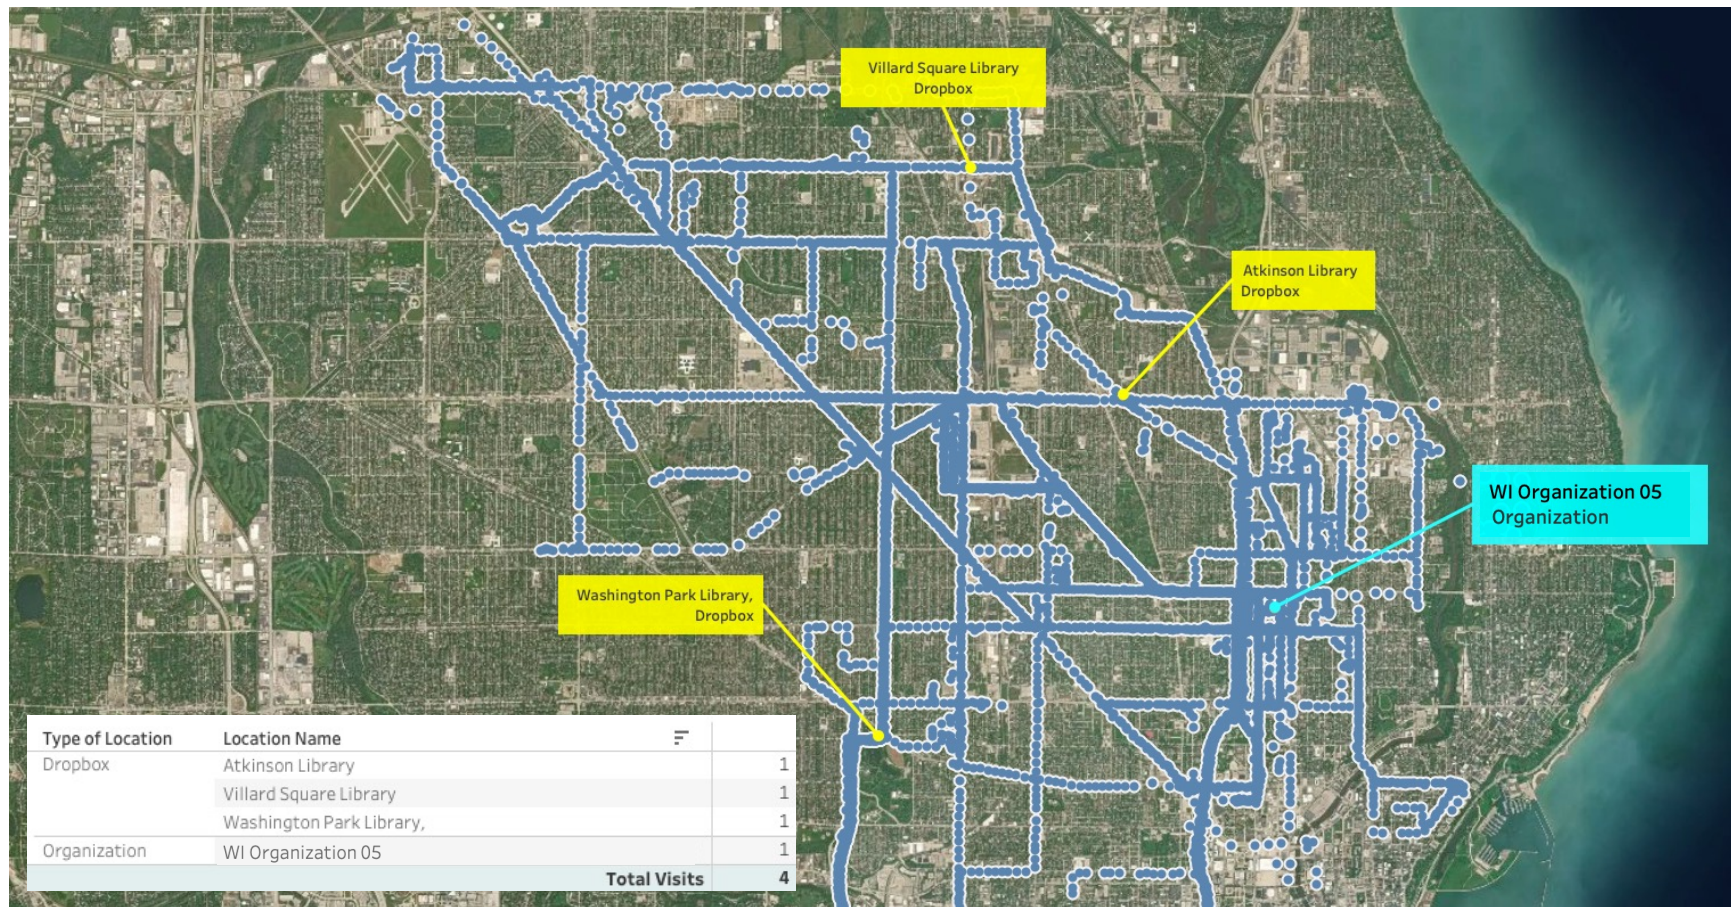 Villard Square Library
Dropbox
Atkinson Library
Dropbox
WI Organization 05
Organization
Washington Park Library,
Dropbox
Type of Location Location Name
Dropbox Atkinson Library 1
Villard Square Library 1
Washington Park Library, 1
Organization WI Organization 05 1
Total Visits 4